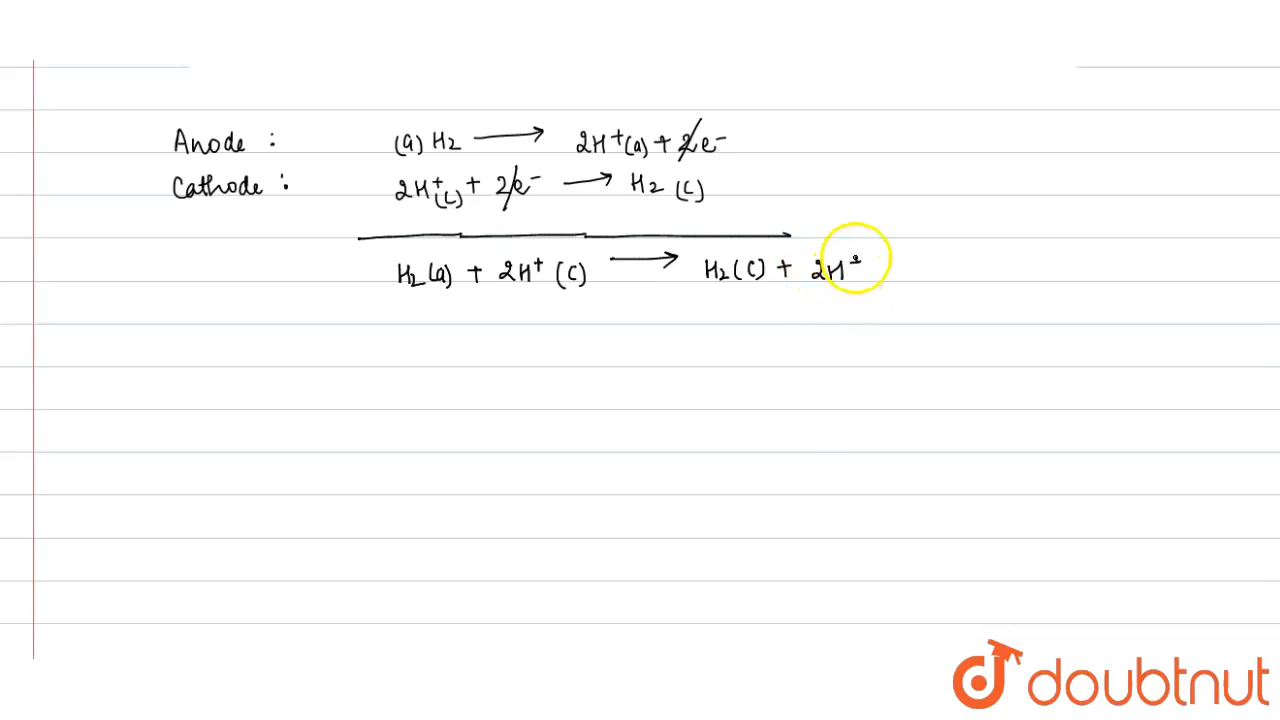 Anode : (a) H2 ⟶ 2H+(a) + 2e-
Cathode : 2H+(c) + 2e- ⟶ H2 (c)
H2(a) + 2H+ (c) ⟶ H2(c) + 2H
doubtnut